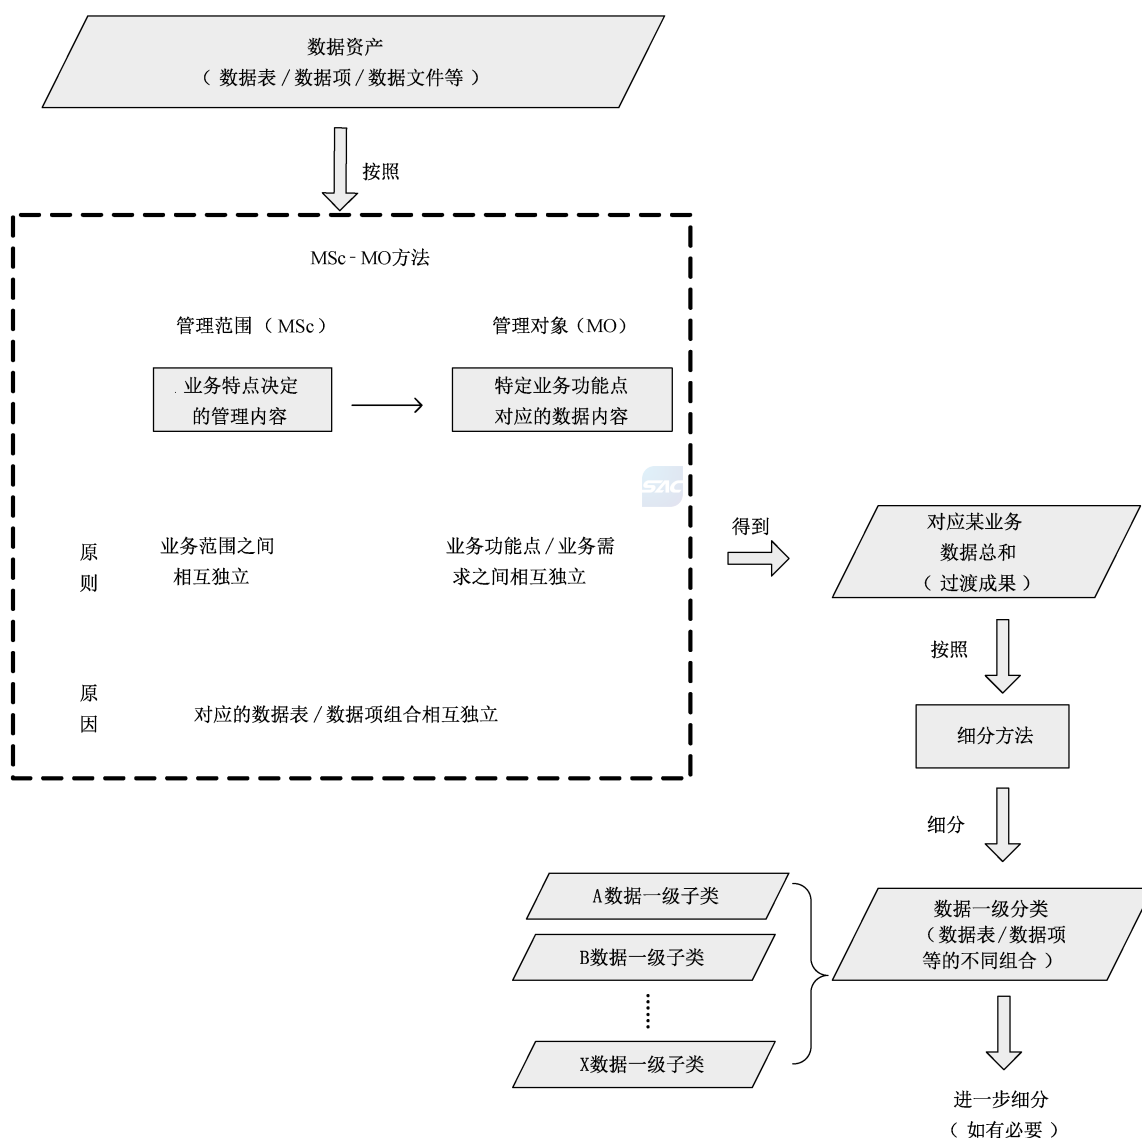 数据资产
（数据表/数据项/数据文件等）
按照
MSc-MO方法
管理范围（MSc）
管理对象（MO）
业务特点决定
的管理内容
特定业务功能点
对应的数据内容
SAC
原
则
业务范围之间
相互独立
业务功能点/业务需
求之间相互独立
原
因
对应的数据表/数据项组合相互独立
得到
对应某业务
数据总和
（过渡成果）
按照
细分方法
细分
数据一级分类
（数据表/数据项
等的不同组合）
A数据一级子类
B数据一级子类
X数据一级子类
进一步细分
（如有必要）